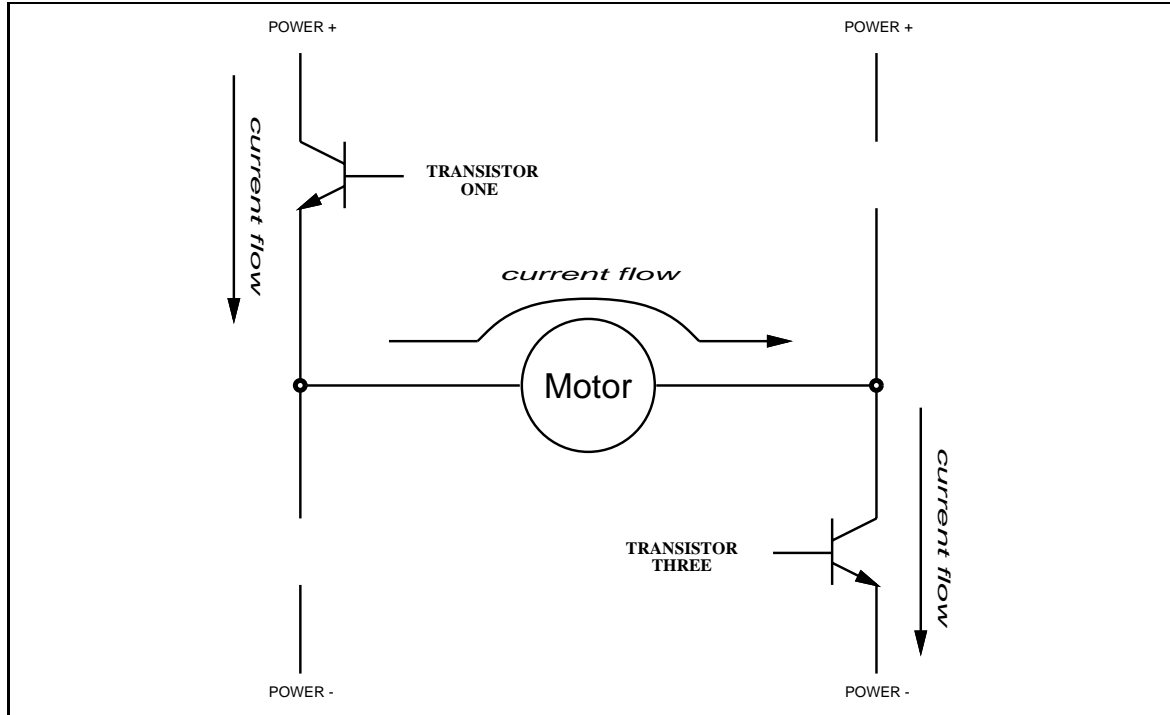 POWER +
POWER +
current flow
TRANSISTOR
ONE
current flow
Motor
current flow
TRANSISTOR
THREE
POWER -
POWER -